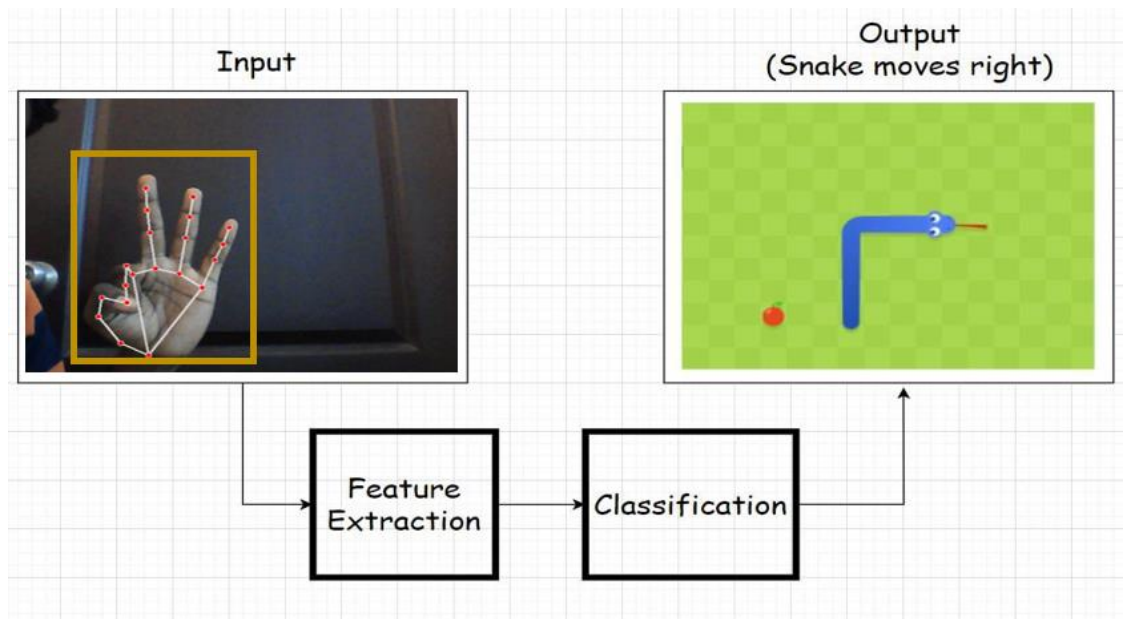 Input
Output
(Snake moves right)
Feature
Extraction
Classification